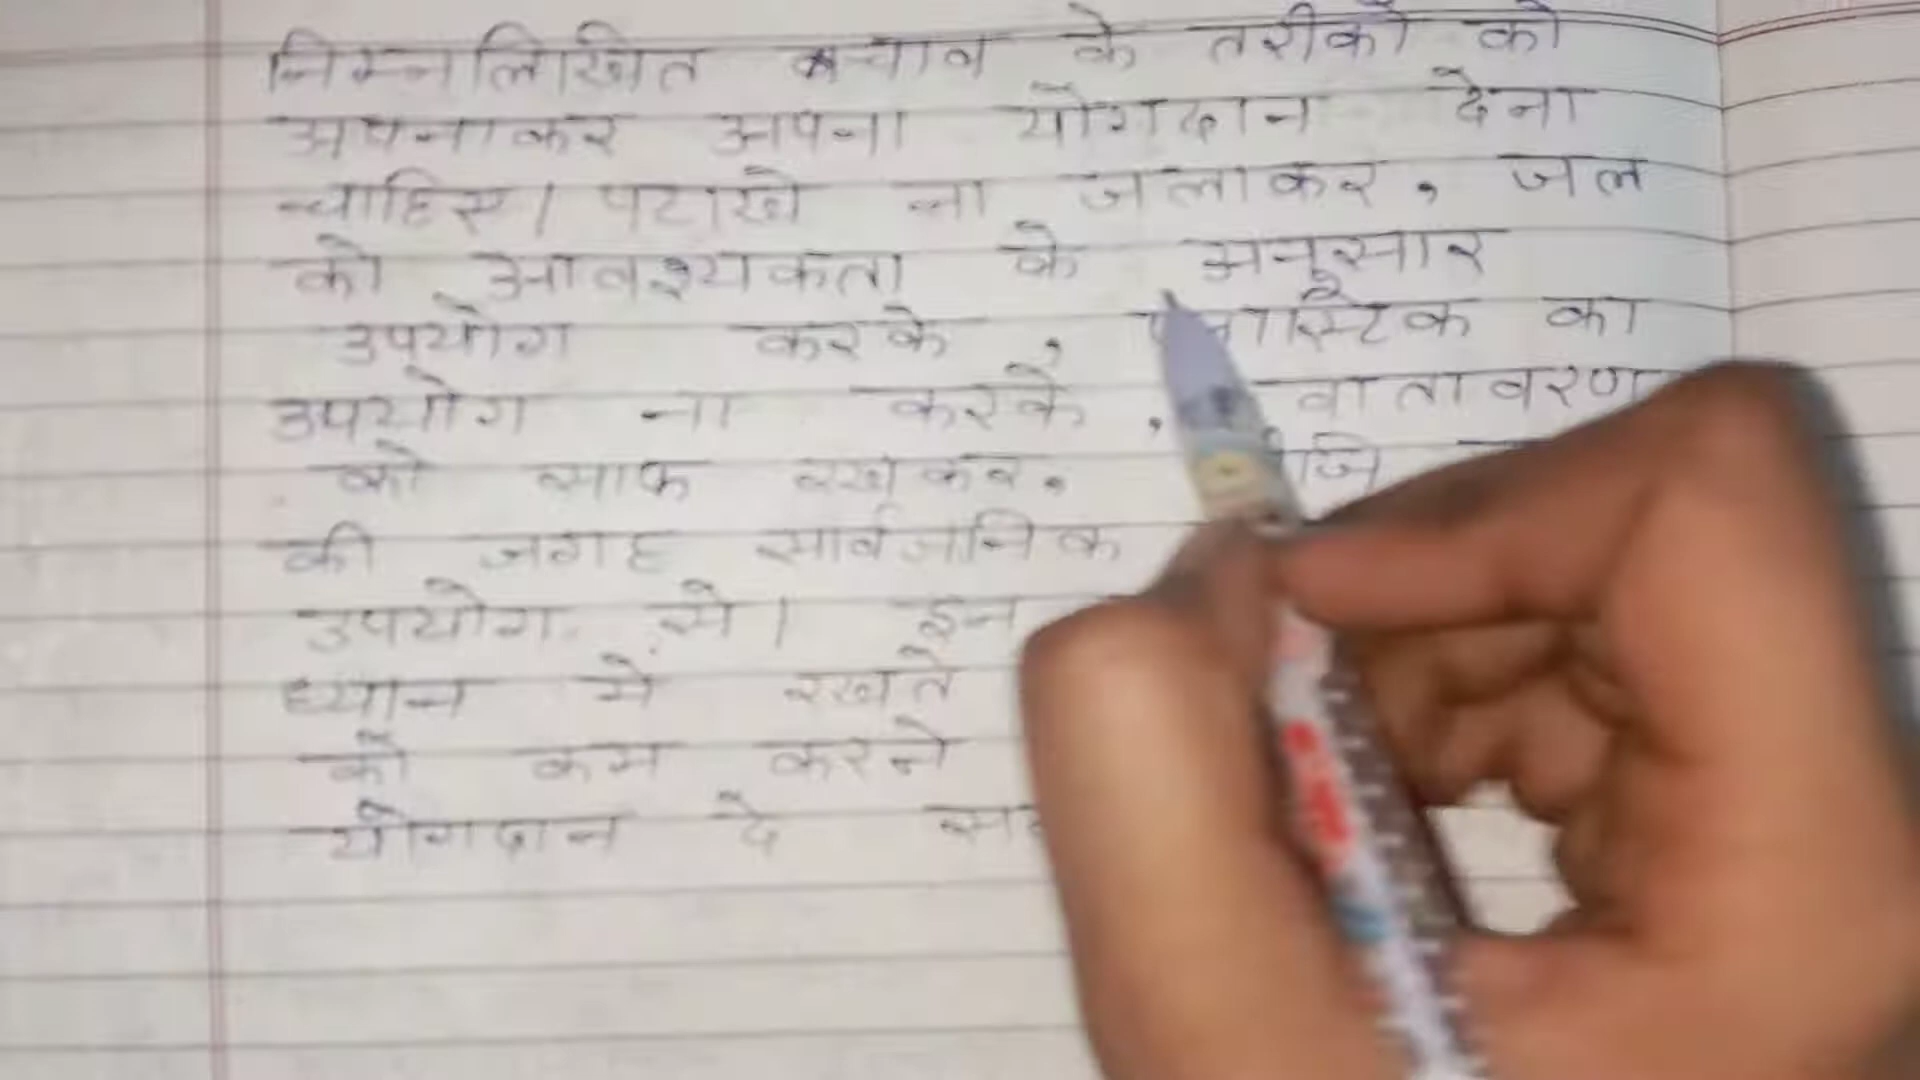 निम्नलिखित बचाव के तरीको को
अपनाकर अपना योगदान देना
चाहिए। पटाखे ना जलाकर, जल
को आवश्यकता के अनुसार
उपयोग करके, प्लास्टिक का
उपयोग ना करके, वातावरण
को साफ रखकर,
की जगह सार्वजनिक
उपयोग से। इन
ध्यान में रखते
को कम करने
योगदान दे